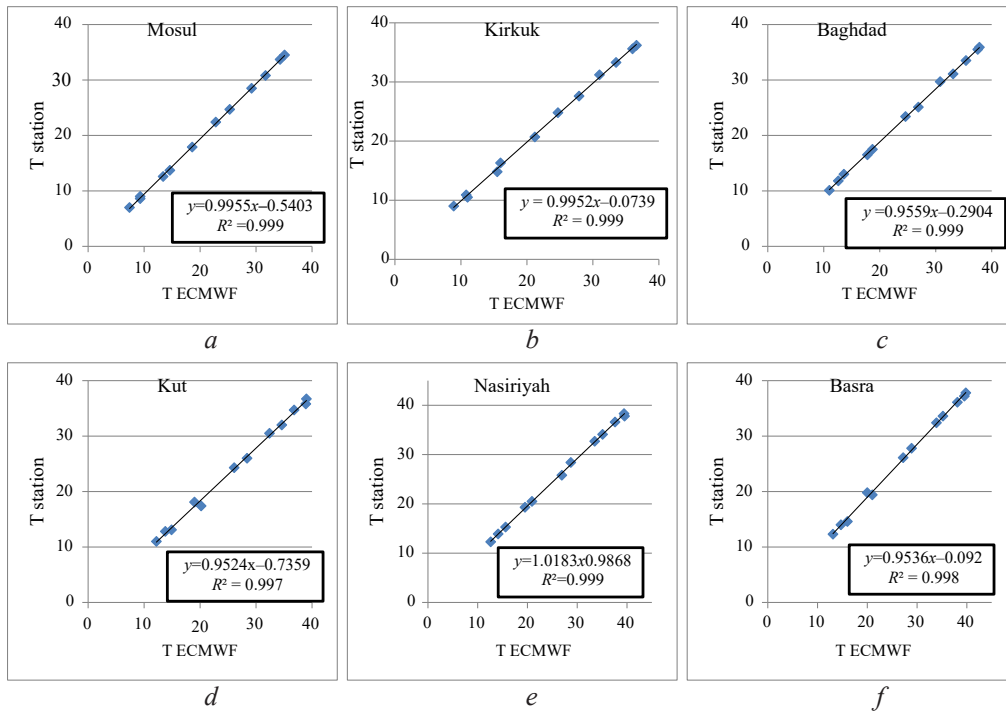 Mosul
T station
40
30
20
10
0
y=0.9955x–0.5403
R² =0.999
0 10 20 30 40
T ECMWF
a
Kirkuk
T station
40
30
20
10
0
y = 0.9952x–0.0739
R² = 0.999
0 10 20 30 40
T ECMWF
b
Baghdad
T station
40
30
20
10
0
y =0.9559x–0.2904
R² = 0.999
0 10 20 30 40
T ECMWF
c
Kut
T station
40
30
20
10
0
y=0.9524x–0.7359
R² = 0.997
0 10 20 30 40
T ECMWF
d
Nasiriyah
T station
40
30
20
10
0
y=1.0183x0.9868
R²=0.999
0 10 20 30 40
T ECMWF
e
Basra
T station
40
30
20
10
0
y=0.9536x–0.092
R² = 0.998
0 10 20 30 40
T ECMWF
f